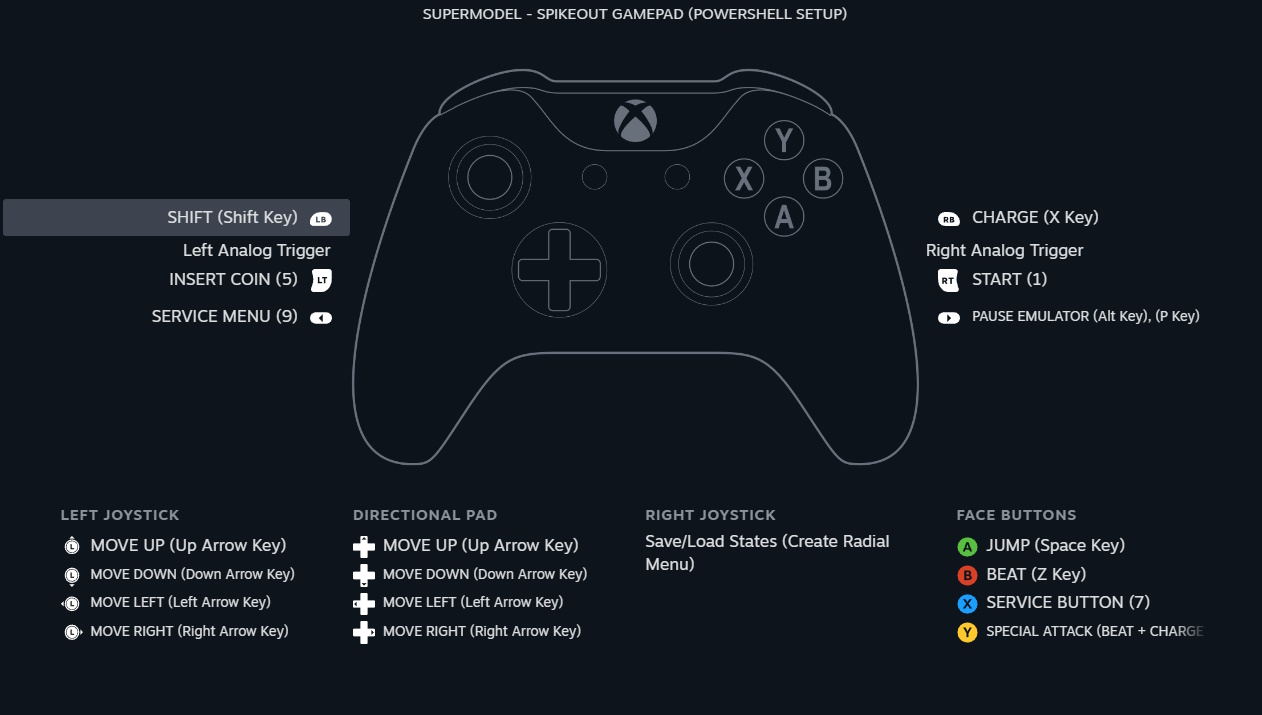 SUPERMODEL - SPIKEOUT GAMEPAD (POWERSHELL SETUP)
Y
X
B
A
SHIFT (Shift Key) LB
RB CHARGE (X Key)
Left Analog Trigger
Right Analog Trigger
INSERT COIN (5) LT
RT START (1)
SERVICE MENU (9)
PAUSE EMULATOR (Alt Key), (P Key)
LEFT JOYSTICK
L MOVE UP (Up Arrow Key)
L MOVE DOWN (Down Arrow Key)
L MOVE LEFT (Left Arrow Key)
L MOVE RIGHT (Right Arrow Key)
DIRECTIONAL PAD
MOVE UP (Up Arrow Key)
MOVE DOWN (Down Arrow Key)
MOVE LEFT (Left Arrow Key)
MOVE RIGHT (Right Arrow Key)
RIGHT JOYSTICK
Save/Load States (Create Radial
Menu)
FACE BUTTONS
A JUMP (Space Key)
B BEAT (Z Key)
X SERVICE BUTTON (7)
Y SPECIAL ATTACK (BEAT + CHARGE